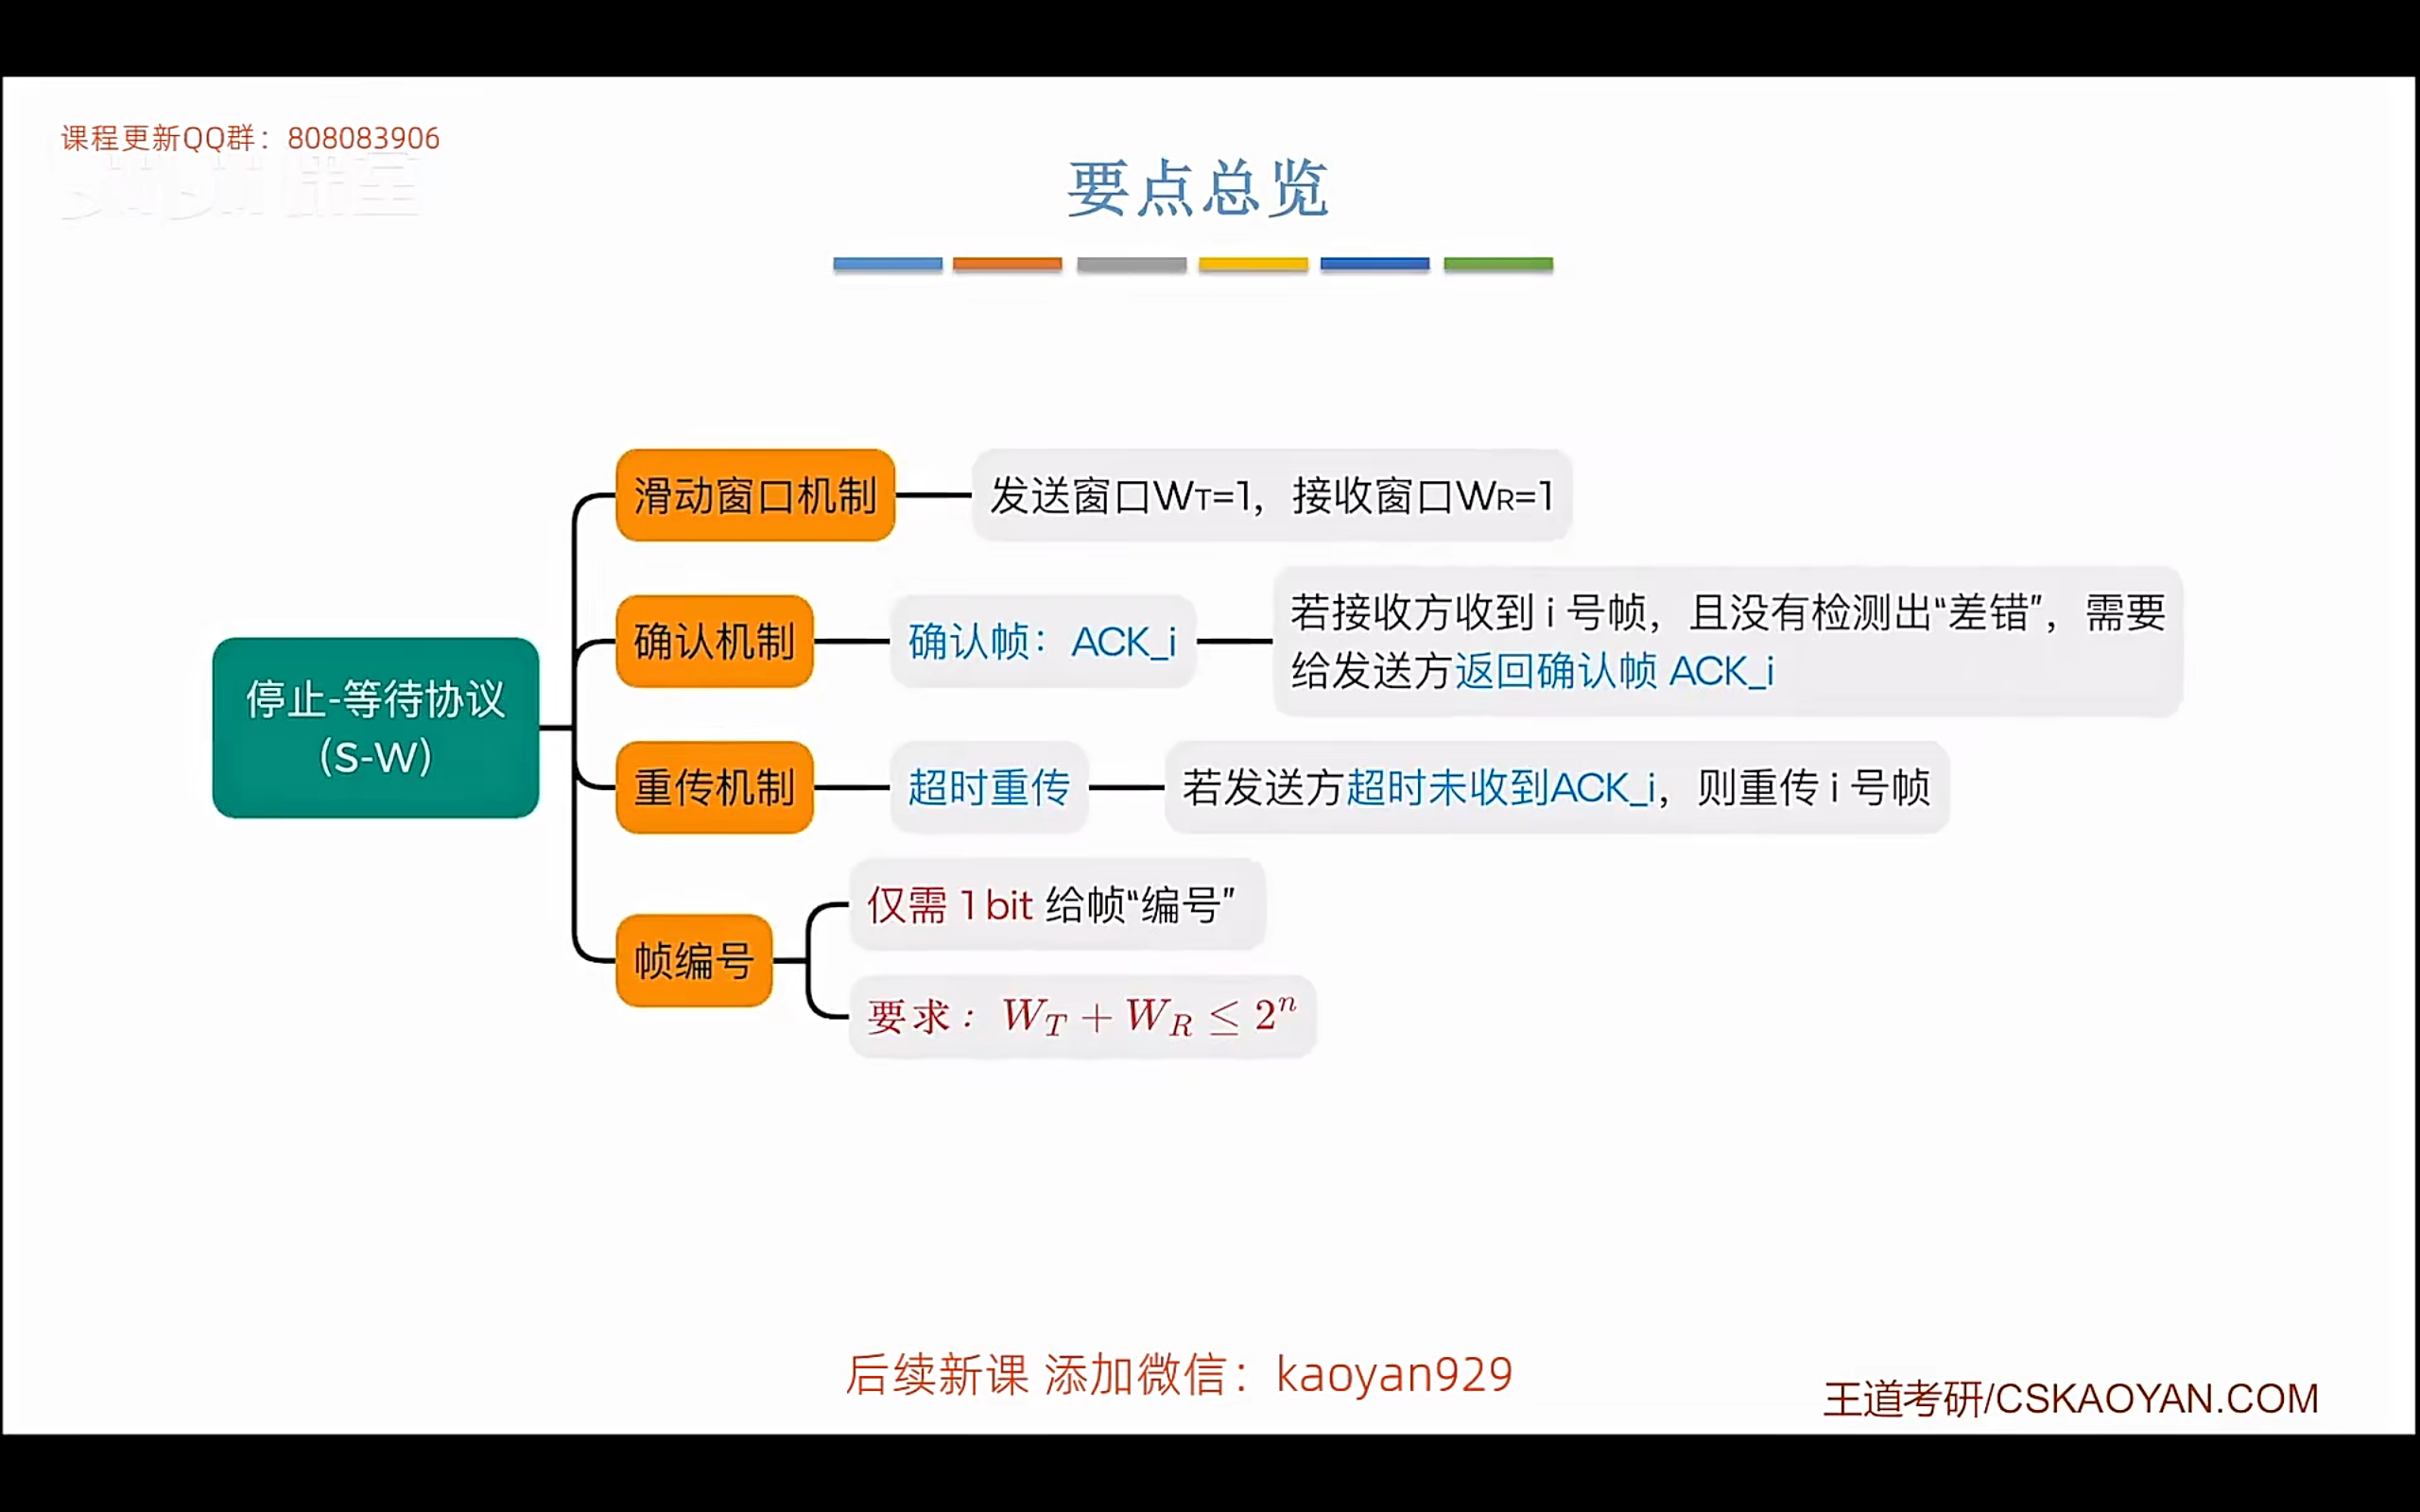 课程更新QQ群：808083906
要点总览
滑动窗口机制
发送窗口WT=1，接收窗口WR=1
停止-等待协议
(S-W)
确认机制
确认帧：ACK_i
若接收方收到 i 号帧，且没有检测出“差错”，需要
给发送方返回确认帧 ACK_i
重传机制
超时重传
若发送方超时未收到ACK_i，则重传 i 号帧
帧编号
仅需 1 bit 给帧“编号”
要求：$W_T + W_R \leq 2^n$
后续新课 添加微信：kaoyan929
王道考研/CSKAOYAN.COM